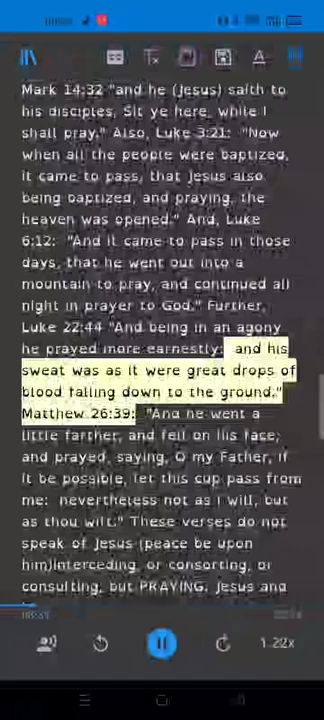 Mark 14:32 "and he (Jesus) saith to
his disciples, Sit ye here, while I
shall pray." Also, Luke 3:21: "Now
when all the people were baptized,
it came to pass, that Jesus also
being baptized, and praying, the
heaven was opened." And, Luke
6:12: "And it came to pass in those
days, that he went out into a
mountain to pray, and continued all
night in prayer to God." Further,
Luke 22:44 "And being in an agony
he prayed more earnestly: and his
sweat was as it were great drops of
blood falling down to the ground."
Matthew 26:39: "And he went a
little farther, and fell on his face,
and prayed, saying, O my Father, if
it be possible, let this cup pass from
me: nevertheless not as I will, but
as thou wilt." These verses do not
speak of Jesus (peace be upon
him)interceding, or consorting, or
consulting, but PRAYING. Jesus and
1.22x